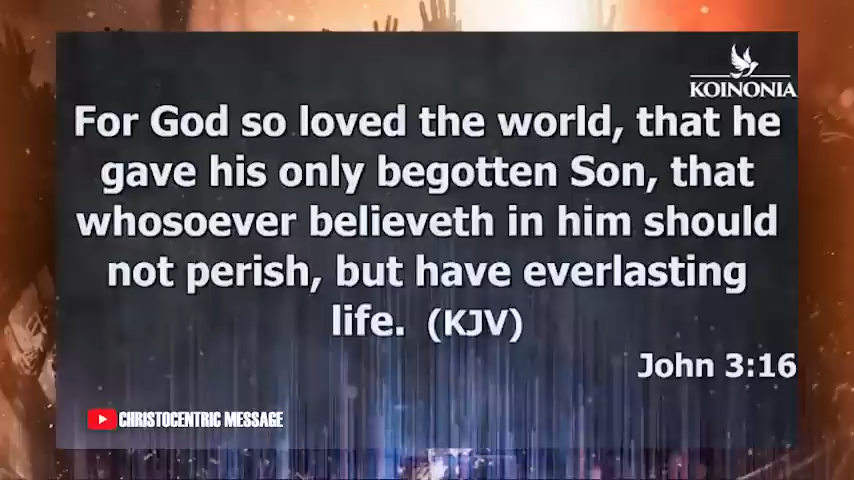 KOINONIA
For God so loved the world, that he
gave his only begotten Son, that
whosoever believeth in him should
not perish, but have everlasting
life. (KJV)
John 3:16
CHRISTOCENTRIC MESSAGE